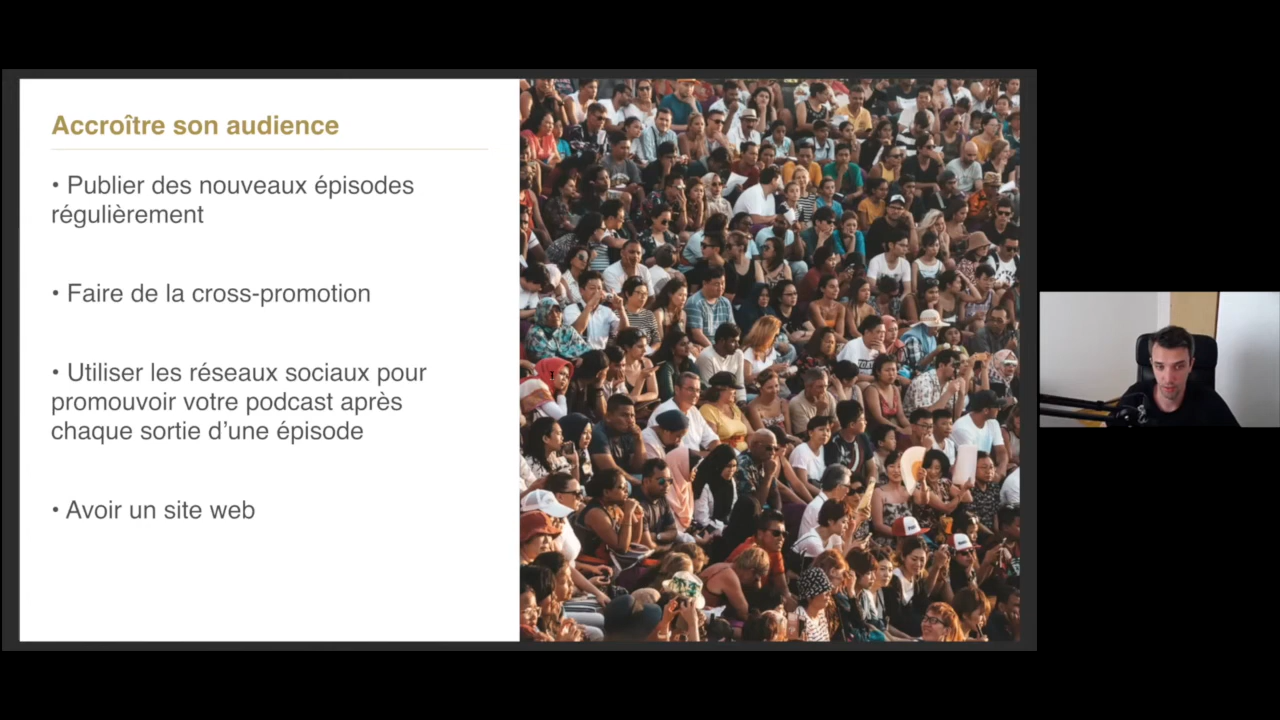 Accroître son audience
• Publier des nouveaux épisodes
régulièrement
• Faire de la cross-promotion
• Utiliser les réseaux sociaux pour
promouvoir votre podcast après
chaque sortie d’une épisode
• Avoir un site web